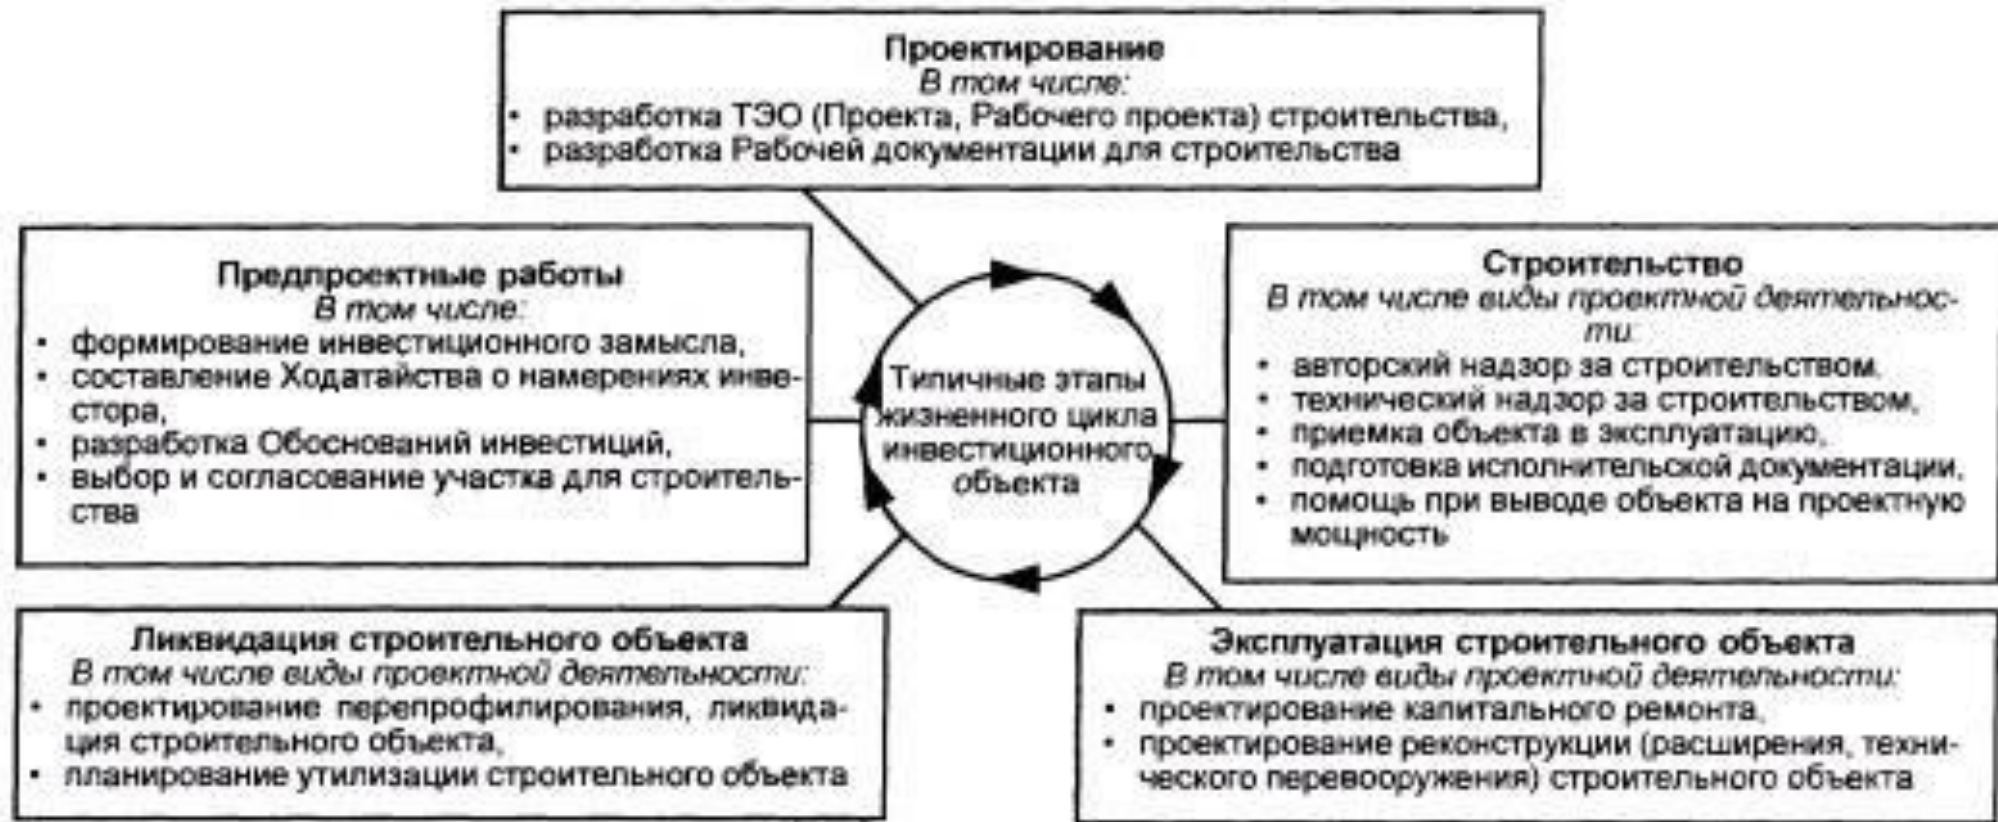 Проектирование
В том числе:
• разработка ТЭО (Проекта, Рабочего проекта) строительства,
• разработка Рабочей документации для строительства
Предпроектные работы
В том числе:
• формирование инвестиционного замысла,
• составление Ходатайства о намерениях инве-
стора,
• разработка Обоснований инвестиций,
• выбор и согласование участка для строитель-
ства
Типичные этапы
жизненного цикла
инвестиционного
объекта
Строительство
В том числе виды проектной деятельнос-
ти:
• авторский надзор за строительством,
• технический надзор за строительством,
• приемка объекта в эксплуатацию,
• подготовка исполнительской документации,
• помощь при выводе объекта на проектную
мощность
Ликвидация строительного объекта
В том числе виды проектной деятельности:
• проектирование перепрофилирования, ликвида-
ция строительного объекта,
• планирование утилизации строительного объекта
Эксплуатация строительного объекта
В том числе виды проектной деятельности:
• проектирование капитального ремонта,
• проектирование реконструкции (расширения, техни-
ческого перевооружения) строительного объекта